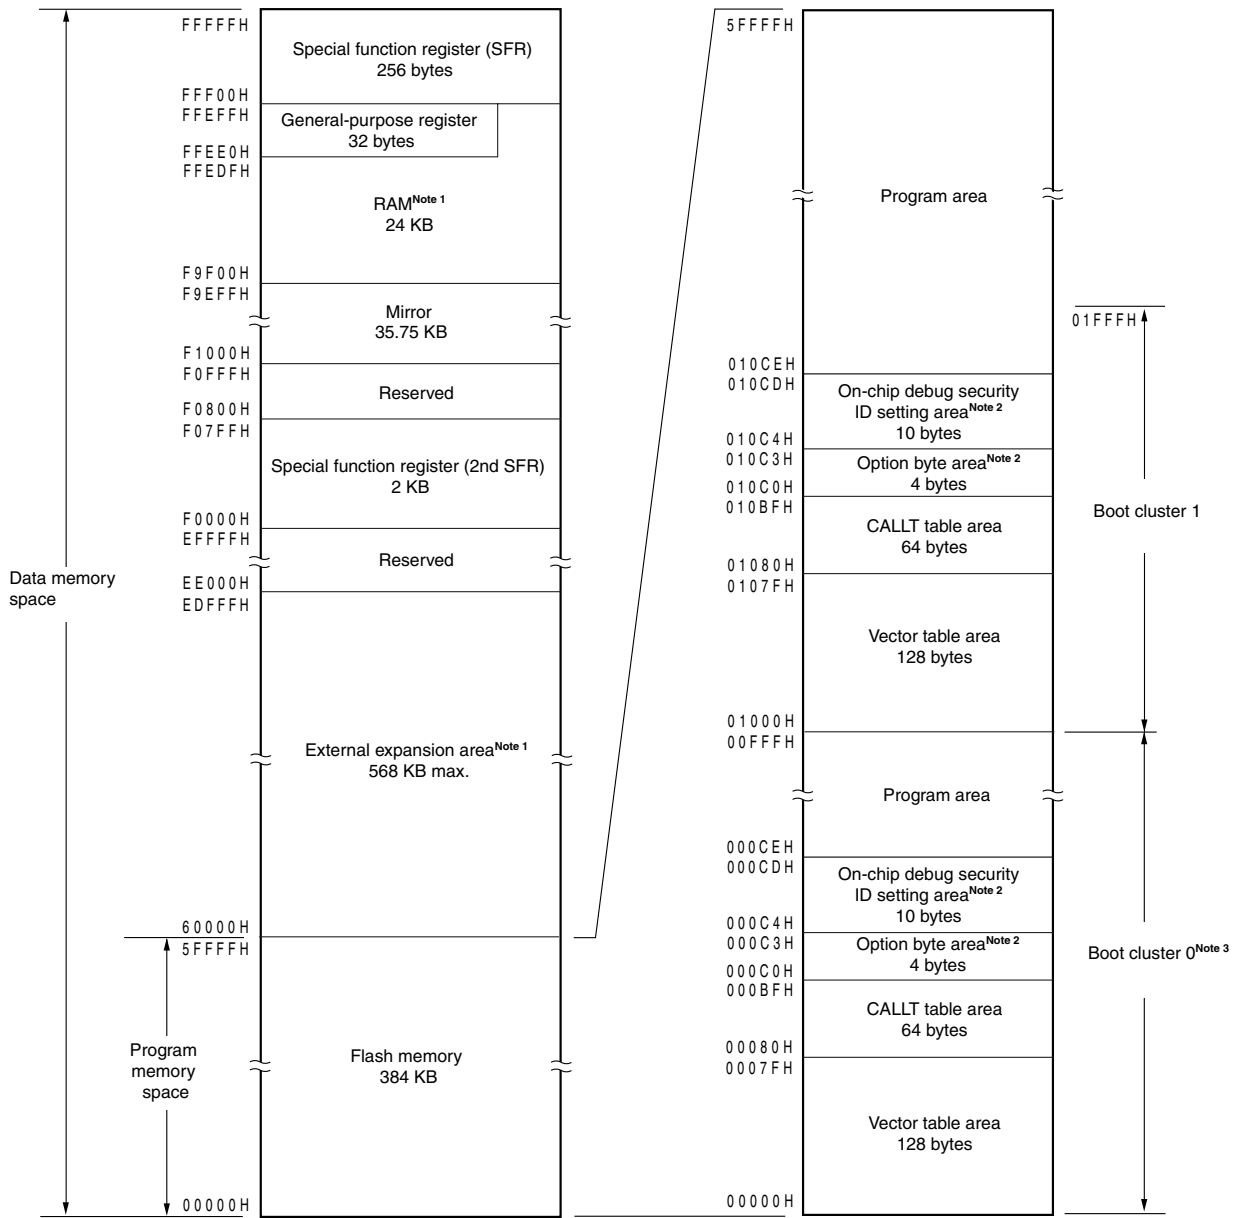 FFFFFH
Special function register (SFR)
256 bytes
FFF00H
FFEFFH
General-purpose register
32 bytes
FFEE0H
FFEDFH
RAMNote 1
24 KB
F9F00H
F9EFFH
Mirror
35.75 KB
F1000H
F0FFFH
Reserved
F0800H
F07FFH
Special function register (2nd SFR)
2 KB
F0000H
EFFFFH
Reserved
EE000H
EDFFFH
Data memory
space
External expansion areaNote 1
568 KB max.
60000H
5FFFFH
Program
memory
space
Flash memory
384 KB
00000H
5FFFFH
Program area
01FFFH
010CEH
010CDH
On-chip debug security
ID setting areaNote 2
10 bytes
010C4H
010C3H
Option byte areaNote 2
4 bytes
010C0H
010BFH
CALLT table area
64 bytes
Boot cluster 1
01080H
0107FH
Vector table area
128 bytes
01000H
00FFFH
Program area
000CEH
000CDH
On-chip debug security
ID setting areaNote 2
10 bytes
000C4H
000C3H
Option byte areaNote 2
4 bytes
Boot cluster 0Note 3
000C0H
000BFH
CALLT table area
64 bytes
00080H
0007FH
Vector table area
128 bytes
00000H